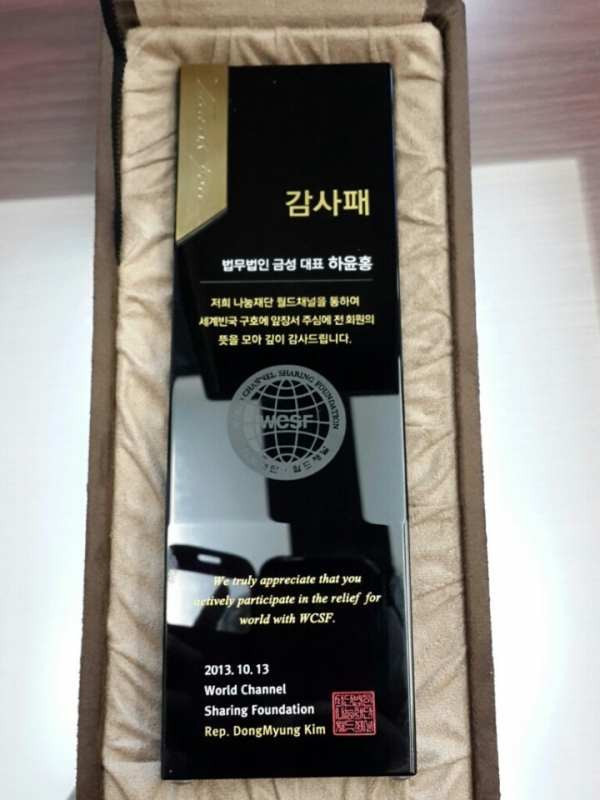 감사패
법무법인 금성 대표 하윤홍
저희 나눔재단 월드채널을 통하여
세계빈국 구호에 앞장서 주심에 전 회원의
뜻을 모아 깊이 감사드립니다.
CHANNEL SHARING FOUNDATION
WCSF
We truly appreciate that you
actively participate in the relief for
world with WCSF.
2013. 10. 13
World Channel
Sharing Foundation
Rep. DongMyung Kim